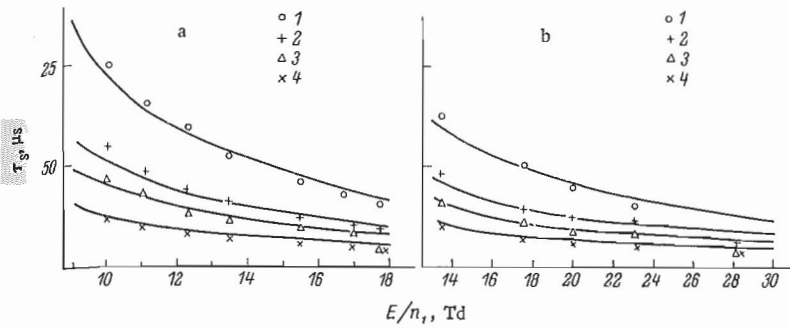 a
○ 1
+ 2
△ 3
× 4
b
○ 1
+ 2
△ 3
× 4
25
50
τs, μs
10 12 14 16 18
14 16 18 20 22 24 26 28 30
E/n₁, Td